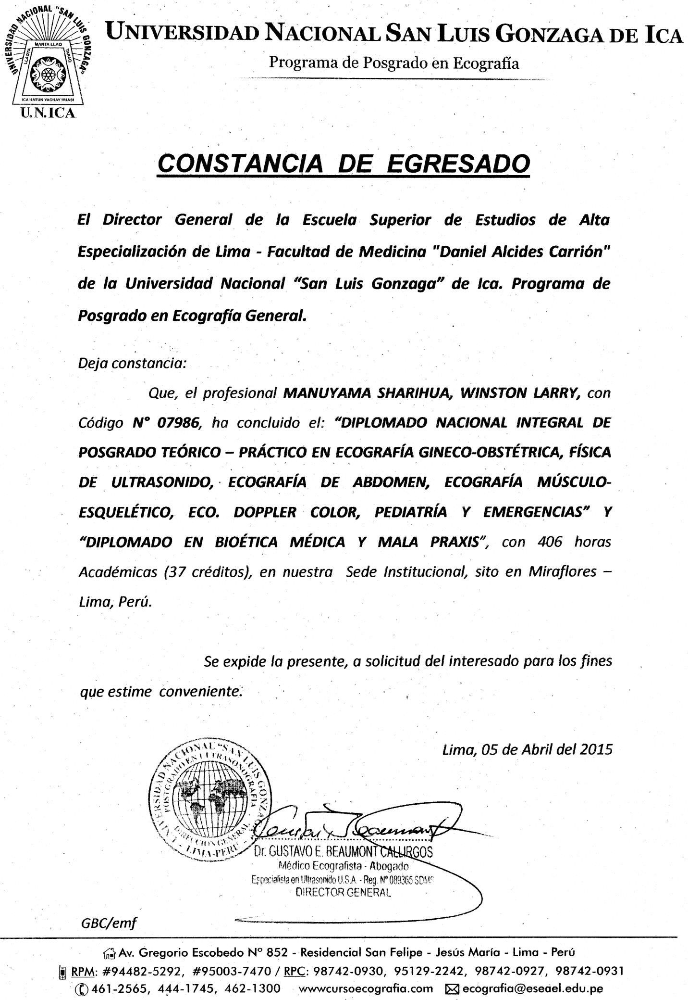 UNIVERSIDAD NACIONAL "SAN LUIS GONZAGA"
MANTA LLAQ
LLAQTA
TAPAQ
ICA HATUN YACHAY HUASI
U.N.ICA
UNIVERSIDAD NACIONAL SAN LUIS GONZAGA DE ICA
Programa de Posgrado en Ecografía
CONSTANCIA DE EGRESADO
El Director General de la Escuela Superior de Estudios de Alta
Especialización de Lima - Facultad de Medicina "Daniel Alcides Carrión"
de la Universidad Nacional “San Luis Gonzaga” de Ica. Programa de
Posgrado en Ecografía General.
Deja constancia:
Que, el profesional MANUYAMA SHARIHUA, WINSTON LARRY, con
Código N° 07986, ha concluido el: “DIPLOMADO NACIONAL INTEGRAL DE
POSGRADO TEÓRICO – PRÁCTICO EN ECOGRAFÍA GINECO-OBSTÉTRICA, FÍSICA
DE ULTRASONIDO, ECOGRAFÍA DE ABDOMEN, ECOGRAFÍA MÚSCULO-
ESQUELÉTICO, ECO. DOPPLER COLOR, PEDIATRÍA Y EMERGENCIAS” Y
“DIPLOMADO EN BIOÉTICA MÉDICA Y MALA PRAXIS”, con 406 horas
Académicas (37 créditos), en nuestra Sede Institucional, sito en Miraflores –
Lima, Perú.
Se expide la presente, a solicitud del interesado para los fines
que estime conveniente.
Lima, 05 de Abril del 2015
UNIVERSIDAD NACIONAL "SAN LUIS GONZAGA"
POSTGRADO EN ULTRASONOGRAFIA
DIRECCION GENERAL
- LIMA-PERU -
Dr. GUSTAVO E. BEAUMONT CALLIRGOS
Médico Ecografista - Abogado
Especialista en Ultrasonido U.S.A. - Reg. N° 089365 SDMS
DIRECTOR GENERAL
GBC/emf
Av. Gregorio Escobedo N° 852 - Residencial San Felipe - Jesús María - Lima - Perú
RPM: #94482-5292, #95003-7470 / RPC: 98742-0930, 95129-2242, 98742-0927, 98742-0931
461-2565, 444-1745, 462-1300 wwwcursoecografia.com ecografia@eseael.edu.pe